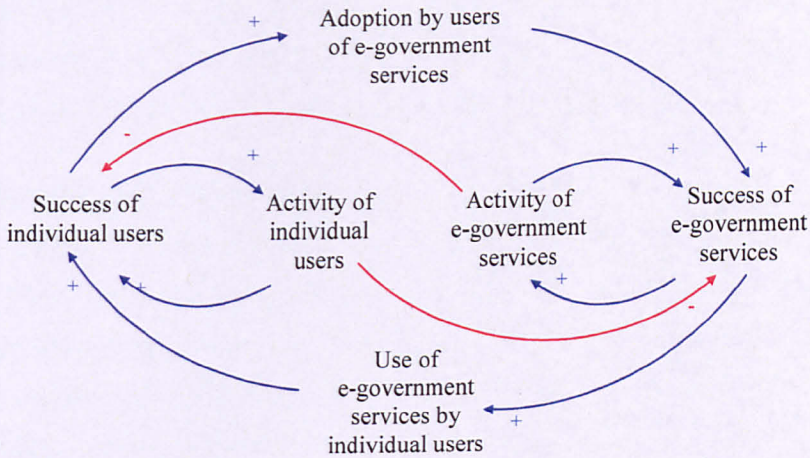 +
Adoption by users
of e-government
services
-
+
+
+
Success of
individual users
Activity of
individual
users
Activity of
e-government
services
Success of
e-government
services
+
+
+
-
Use of
e-government
services by
individual users
+